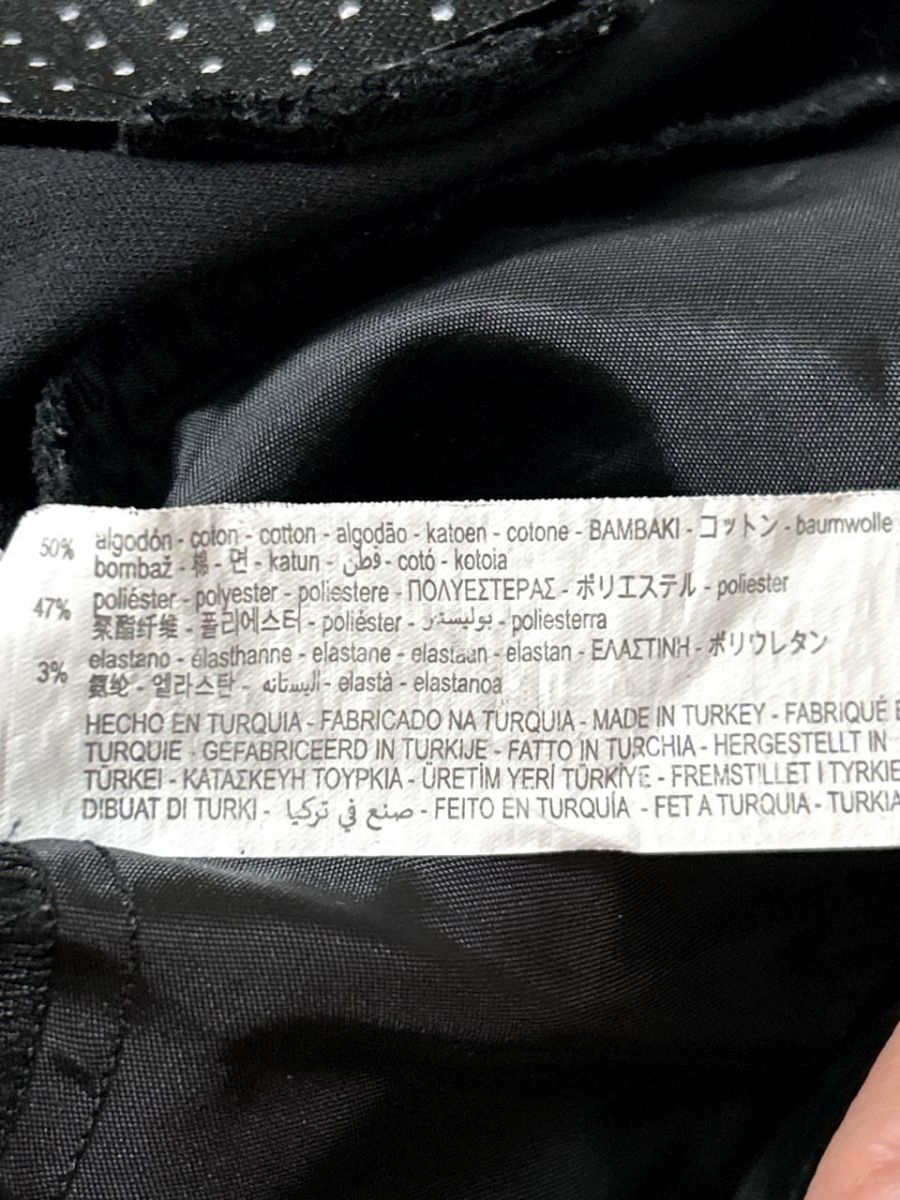 50% algodón - coton - cotton - algodão - katoen - cotone - BAMBAKI - コットン - baumwolle
bombaž - 棉 - 면 - katun - قطن - cotó - kotoia
47% poliéster - polyester - poliestere - ΠΟΛΥΕΣΤΕΡΑΣ - ポリエステル - poliester
聚酯纤维 - 폴리에스터 - poliéster - بوليستر - poliesterra
3% elastano - élasthanne - elastane - elastaan - elastan - ΕΛΑΣΤΙΝΗ - ポリウレタン
氨纶 - 엘라스탄 - اليستانه - elastà - elastanoa
HECHO EN TURQUIA - FABRICADO NA TURQUIA - MADE IN TURKEY - FABRIQUÉ
TURQUIE - GEFABRICEERD IN TURKIJE - FATTO IN TURCHIA - HERGESTELLT IN
TÜRKEI - ΚΑΤΑΣΚΕΥΗ ΤΟΥΡΚΙΑ - ÜRETİM YERİ TÜRKİYE - FREMSTILLET I TYRKIE
DIBUAT DI TURKI - صنع في تركيا - FEITO EN TURQUÍA - FET A TURQUIA - TURKIA